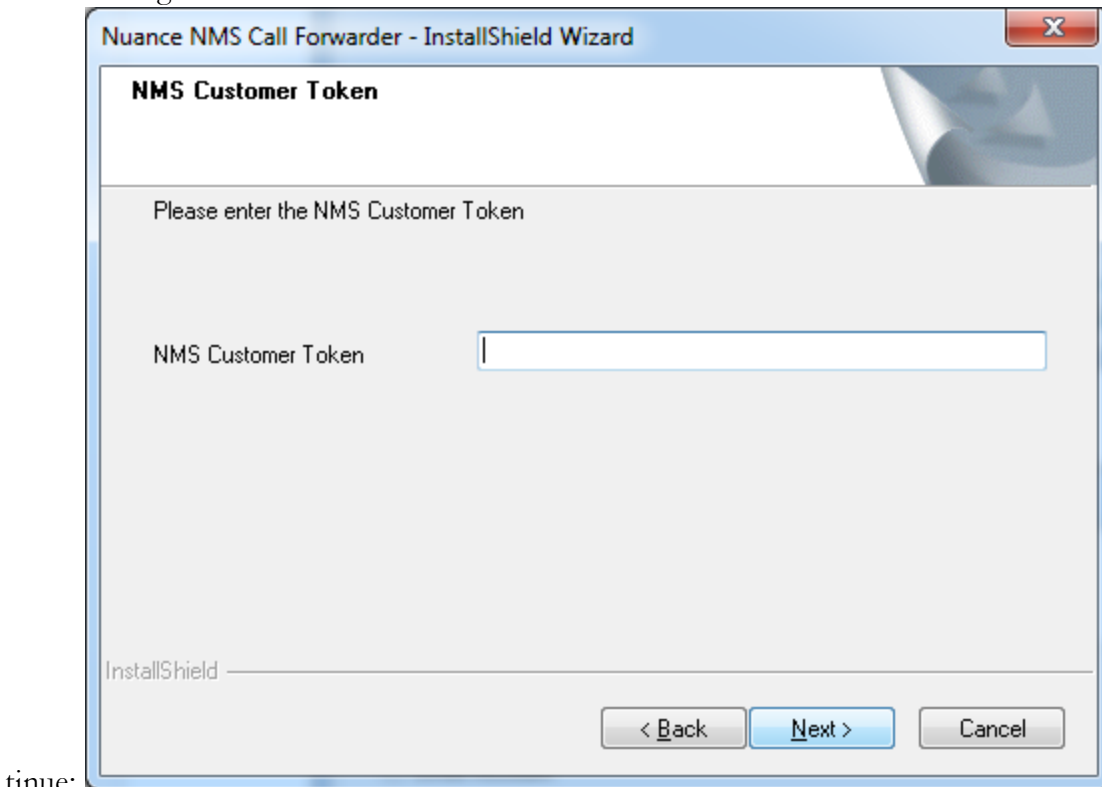 Nuance NMS Call Forwarder - InstallShield Wizard
NMS Customer Token
Please enter the NMS Customer Token
NMS Customer Token
InstallShield
< Back Next > Cancel
tinue: